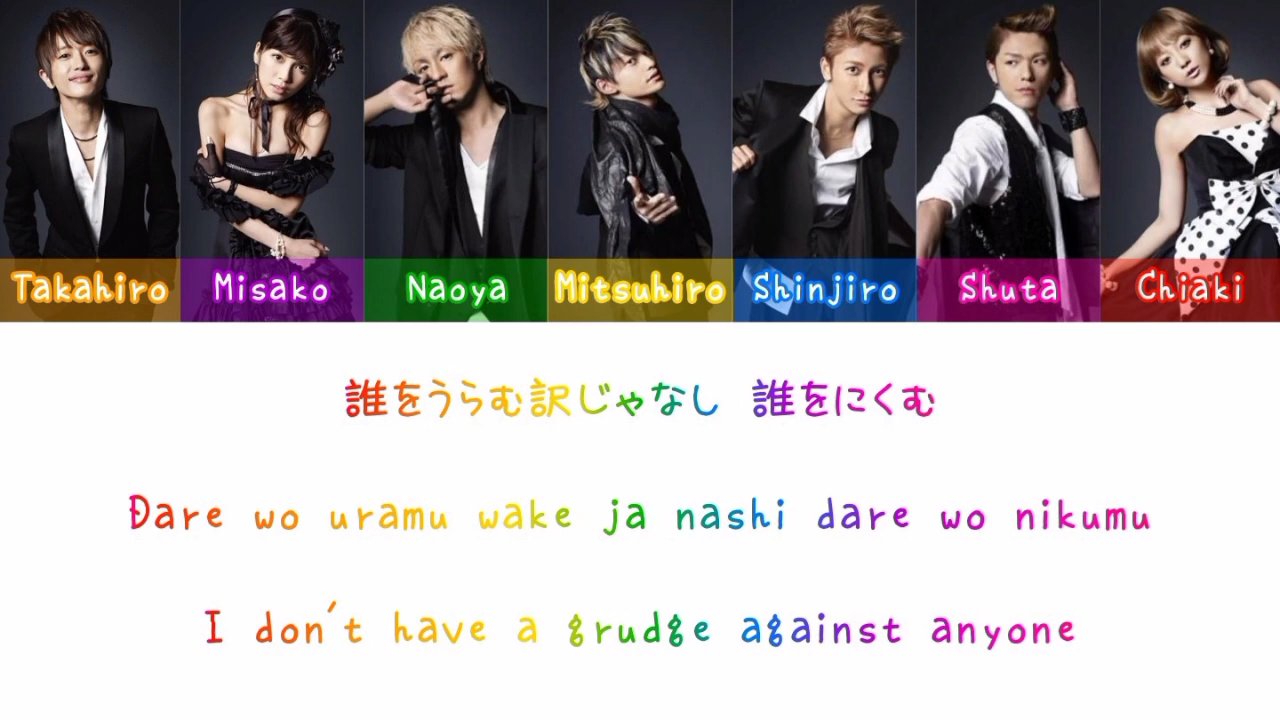 Takahiro Misako Naoya Mitsuhiro Shinjiro Shuta Chiaki
誰をうらむ訳じゃなし 誰をにくむ
Dare wo uramu wake ja nashi dare wo nikumu
I don't have a grudge against anyone